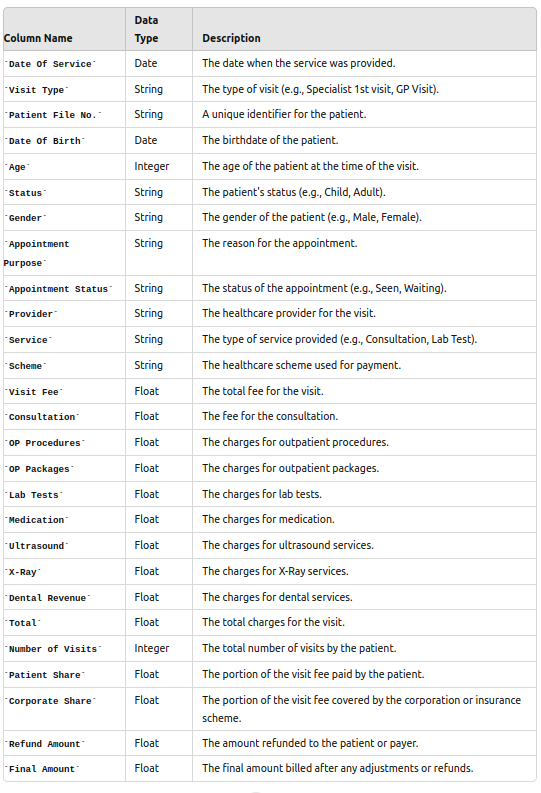 Column Name Data Type Description
`Date Of Service` Date The date when the service was provided.
`Visit Type` String The type of visit (e.g., Specialist 1st visit, GP Visit).
`Patient File No.` String A unique identifier for the patient.
`Date Of Birth` Date The birthdate of the patient.
`Age` Integer The age of the patient at the time of the visit.
`Status` String The patient's status (e.g., Child, Adult).
`Gender` String The gender of the patient (e.g., Male, Female).
`Appointment String The reason for the appointment.
Purpose`
`Appointment Status` String The status of the appointment (e.g., Seen, Waiting).
`Provider` String The healthcare provider for the visit.
`Service` String The type of service provided (e.g., Consultation, Lab Test).
`Scheme` String The healthcare scheme used for payment.
`Visit Fee` Float The total fee for the visit.
`Consultation` Float The fee for the consultation.
`OP Procedures` Float The charges for outpatient procedures.
`OP Packages` Float The charges for outpatient packages.
`Lab Tests` Float The charges for lab tests.
`Medication` Float The charges for medication.
`Ultrasound` Float The charges for ultrasound services.
`X-Ray` Float The charges for X-Ray services.
`Dental Revenue` Float The charges for dental services.
`Total` Float The total charges for the visit.
`Number of Visits` Integer The total number of visits by the patient.
`Patient Share` Float The portion of the visit fee paid by the patient.
`Corporate Share` Float The portion of the visit fee covered by the corporation or insurance
scheme.
`Refund Amount` Float The amount refunded to the patient or payer.
`Final Amount` Float The final amount billed after any adjustments or refunds.